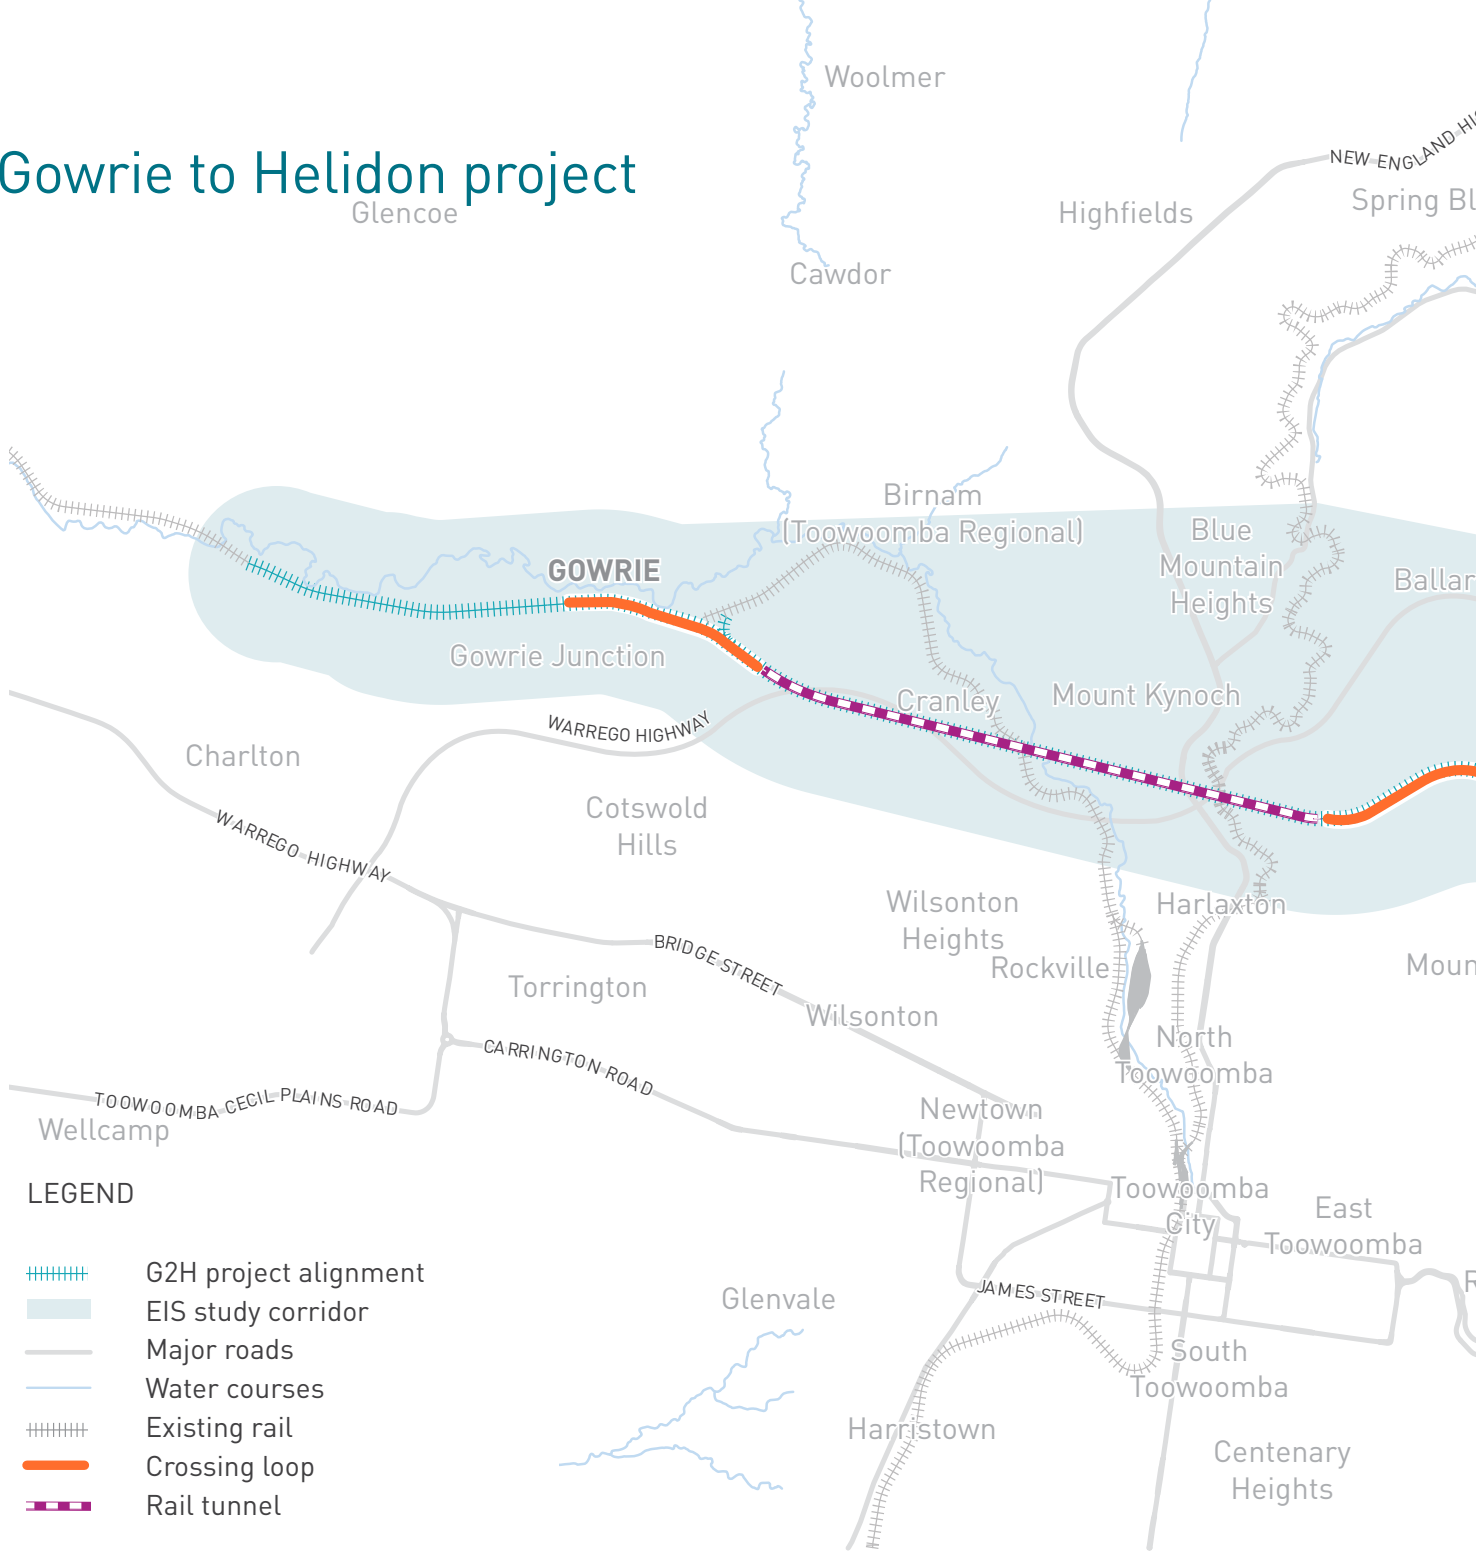 Woolmer
NEW ENGLAND
Gowrie to Helidon project
Glencoe
Highfields
Spring
Cawdor
Birnam
(Toowoomba Regional)
Blue
Mountain
Heights
GOWRIE
Gowrie Junction
Cranley
Mount Kynoch
WARREGO HIGHWAY
Charlton
Cotswold
Hills
WARREGO HIGHWAY
Wilsonton
Heights
Harlaxton
BRIDGE STREET
Rockville
Torrington
Wilsonton
North
Toowoomba
CARRINGTON ROAD
TOOWOOMBA CECIL PLAINS ROAD
Wellcamp
Newtown
(Toowoomba
Regional)
Toowoomba
City
East
Toowoomba
JAMES STREET
Glenvale
South
Toowoomba
Harristown
Centenary
Heights
LEGEND
G2H project alignment
EIS study corridor
Major roads
Water courses
Existing rail
Crossing loop
Rail tunnel